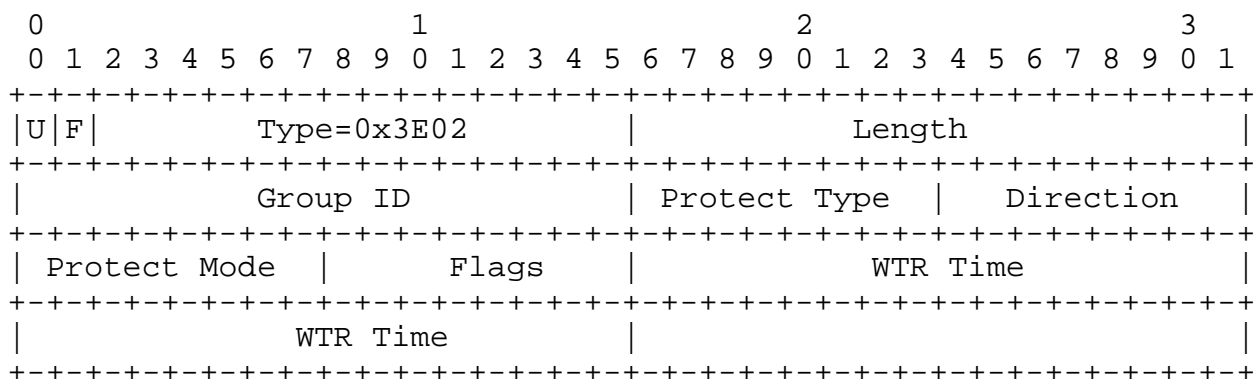 0                   1                   2                   3
 0 1 2 3 4 5 6 7 8 9 0 1 2 3 4 5 6 7 8 9 0 1 2 3 4 5 6 7 8 9 0 1
+-+-+-+-+-+-+-+-+-+-+-+-+-+-+-+-+-+-+-+-+-+-+-+-+-+-+-+-+-+-+-+-+
|U|F|        Type=0x3E02        |           Length              |
+-+-+-+-+-+-+-+-+-+-+-+-+-+-+-+-+-+-+-+-+-+-+-+-+-+-+-+-+-+-+-+-+
|            Group ID           | Protect Type  |   Direction   |
+-+-+-+-+-+-+-+-+-+-+-+-+-+-+-+-+-+-+-+-+-+-+-+-+-+-+-+-+-+-+-+-+
| Protect Mode  |     Flags     |            WTR Time           |
+-+-+-+-+-+-+-+-+-+-+-+-+-+-+-+-+-+-+-+-+-+-+-+-+-+-+-+-+-+-+-+-+
|              WTR Time         |                               |
+-+-+-+-+-+-+-+-+-+-+-+-+-+-+-+-+-+-+-+-+-+-+-+-+-+-+-+-+-+-+-+-+